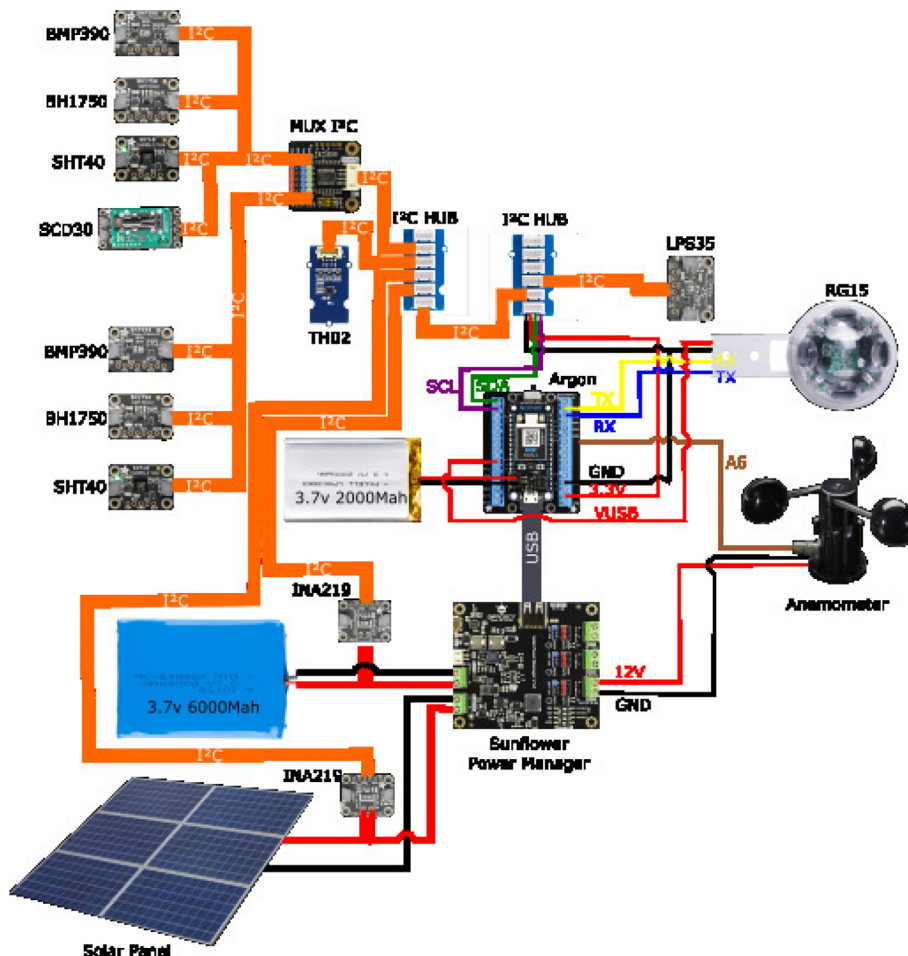 BMP390
I²C
BH1750
I²C
MUX I²C
SHT40
I²C
I²C
I²C
I²C HUB
I²C HUB
SCD30
I²C
LPS35
I²C
RG15
TH02
I²C
I²C
RX
TX
BMP390
I²C
SCL
SDA
Argon
TX
BH1750
I²C
I²C
RX
SHT40
I²C
3.7v 2000Mah
GND
3.3V
A6
VUSB
USB
I²C
INA219
I²C
Anemometer
12V
3.7v 6000Mah
GND
I²C
Sunflower
Power Manager
INA219
Solar Panel